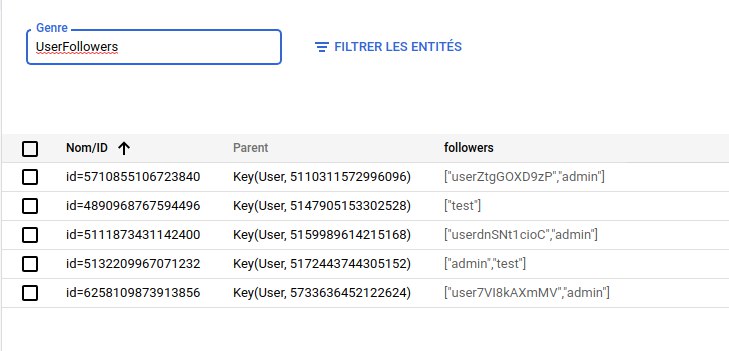 Genre
UserFollowers
FILTRER LES ENTITÉS
Nom/ID Parent followers
id=5710855106723840 Key(User, 5110311572996096) ["userZtgGOXD9zP","admin"]
id=4890968767594496 Key(User, 5147905153302528) ["test"]
id=5111873431142400 Key(User, 5159989614215168) ["userdnSNt1cioC","admin"]
id=5132209967071232 Key(User, 5172443744305152) ["admin","test"]
id=6258109873913856 Key(User, 5733636452122624) ["user7VI8kAXmMV","admin"]